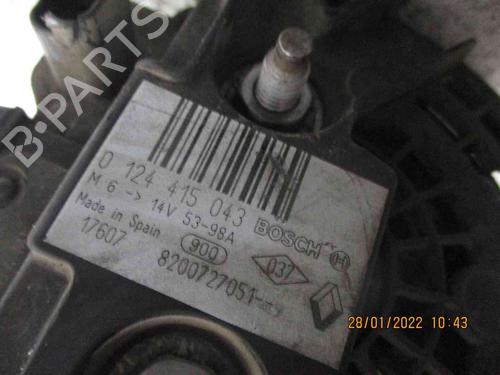 B-PARTS
0 124 415 043 BOSCH
M 6 -> 14V 53-98A
Made in Spain 900 037
17607 8200727051
28/01/2022 10:43